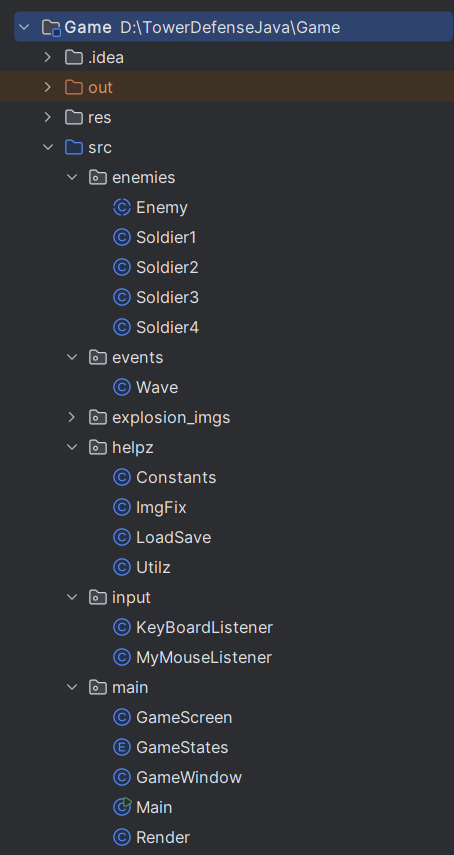 Game D:\TowerDefenseJava\Game
.idea
out
res
src
enemies
Enemy
Soldier1
Soldier2
Soldier3
Soldier4
events
Wave
explosion_imgs
helpz
Constants
ImgFix
LoadSave
Utilz
input
KeyBoardListener
MyMouseListener
main
GameScreen
GameStates
GameWindow
Main
Render